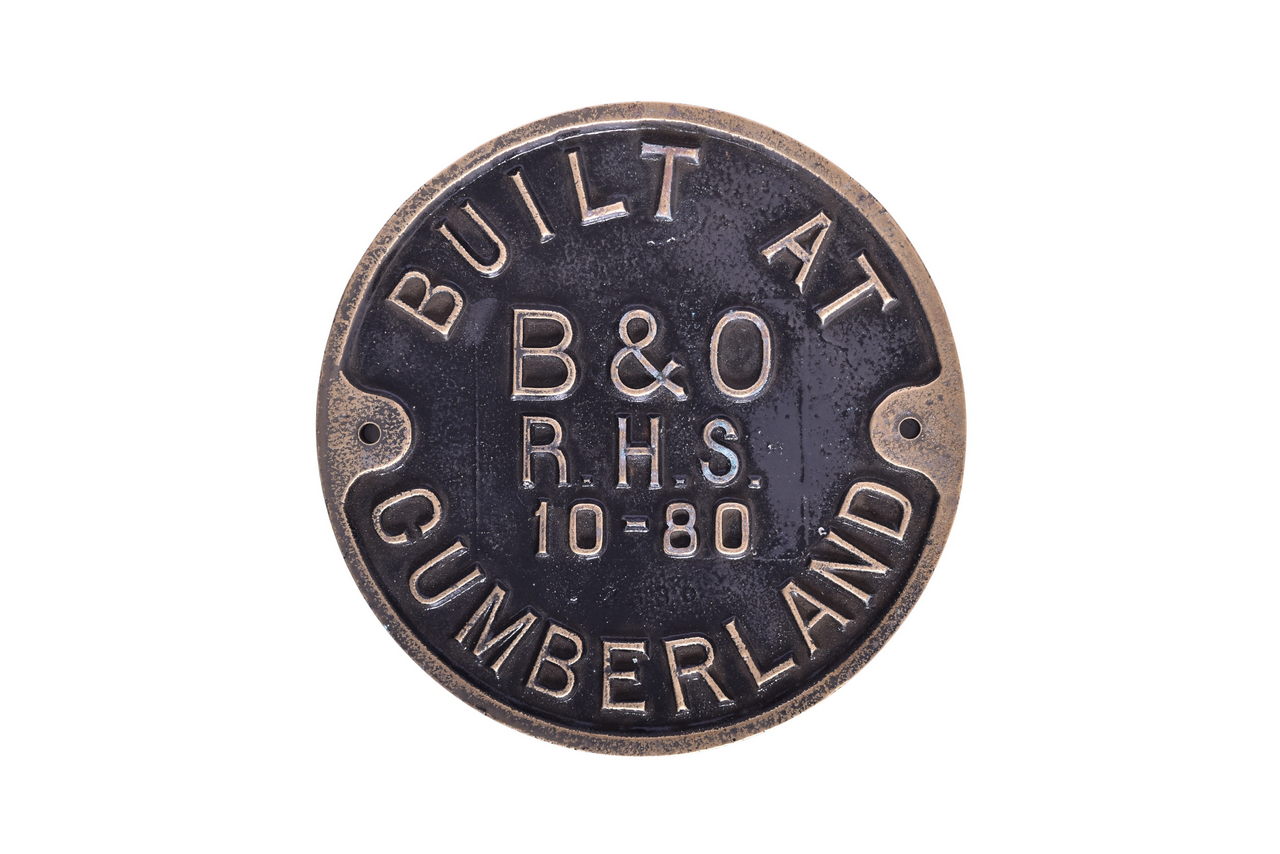 BUILT AT
B&O
R.H.S.
10-80
CUMBERLAND